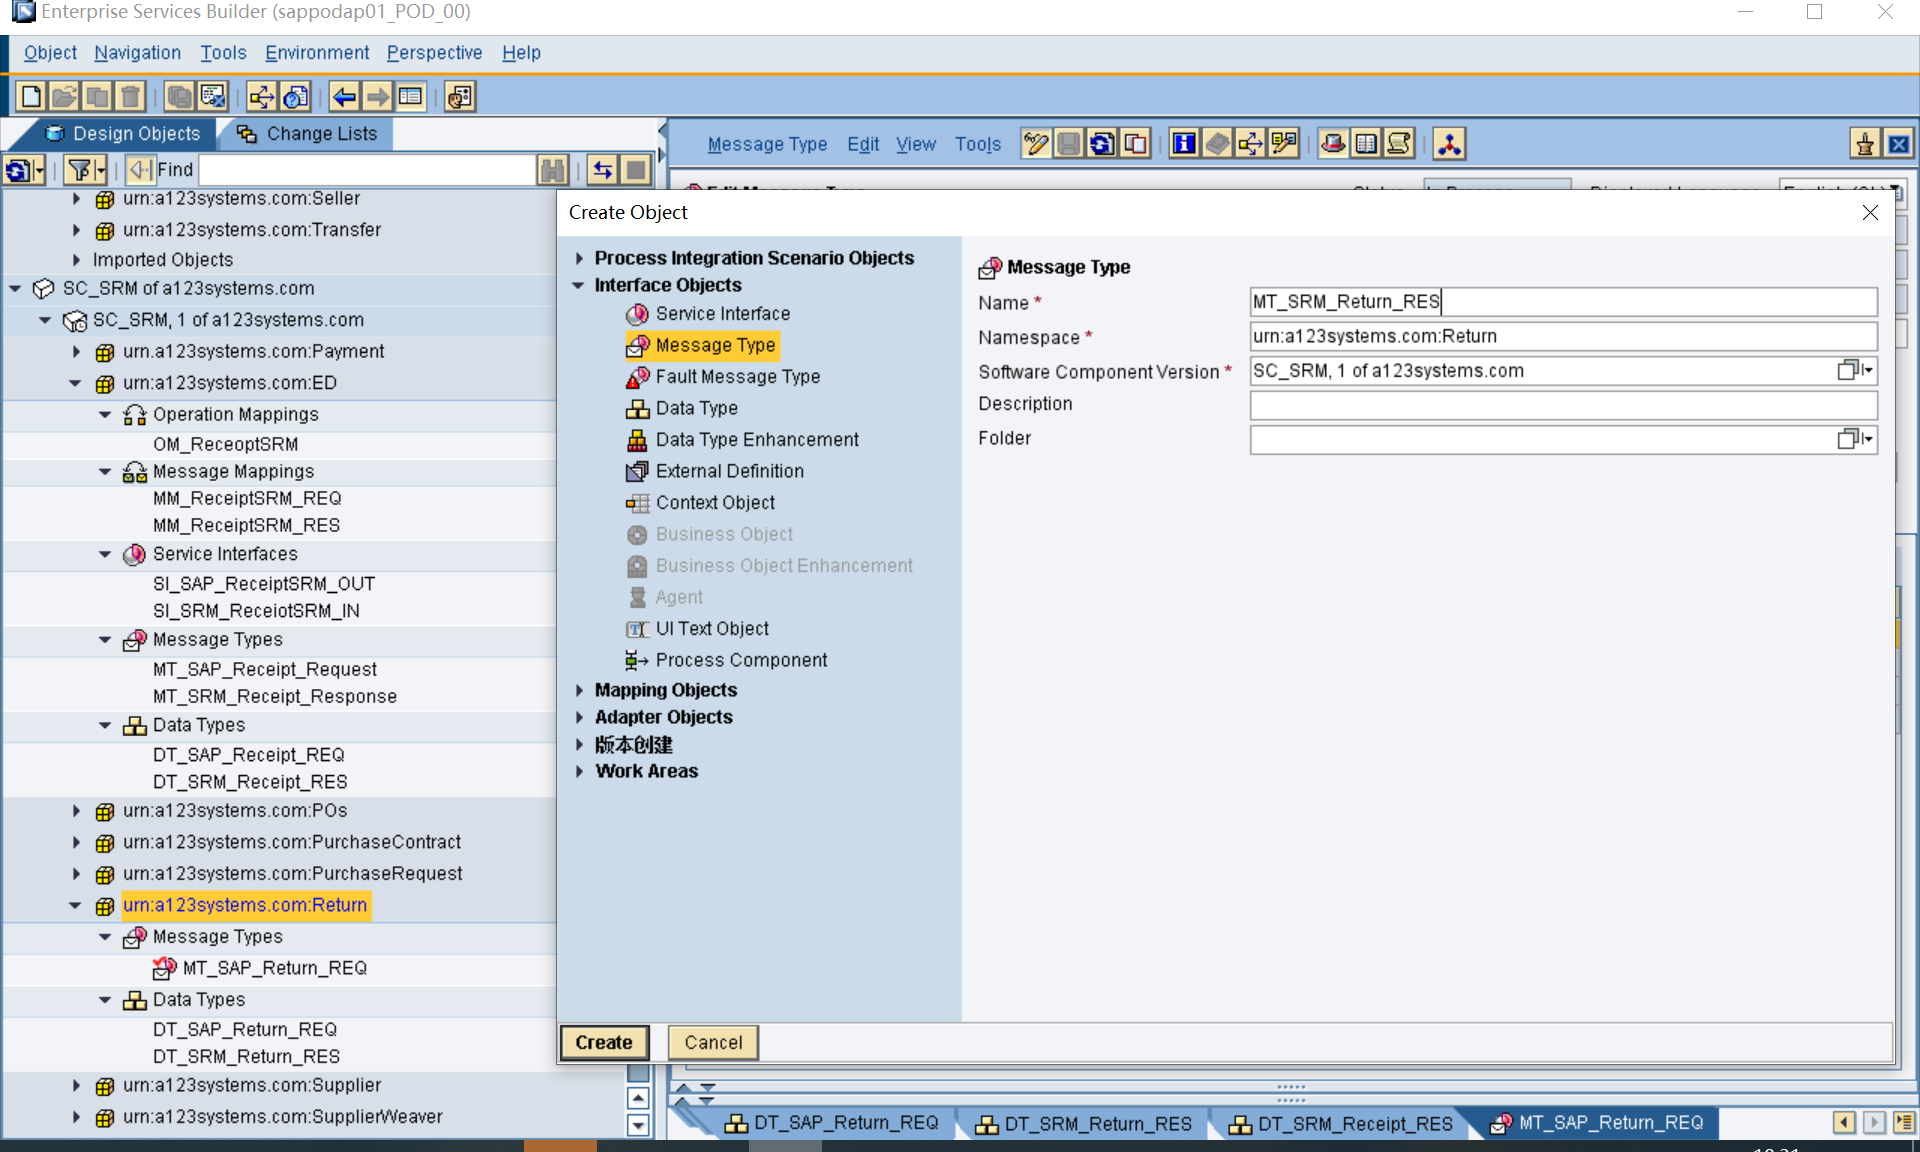 Enterprise Services Builder (sappodap01_POD_00)
Object Navigation Tools Environment Perspective Help
Design Objects
Change Lists
Find
urn:a123systems.com:Seller
urn:a123systems.com:Transfer
Imported Objects
SC_SRM of a123systems.com
SC_SRM, 1 of a123systems.com
urn.a123systems.com:Payment
urn:a123systems.com:ED
Operation Mappings
OM_ReceoptSRM
Message Mappings
MM_ReceiptSRM_REQ
MM_ReceiptSRM_RES
Service Interfaces
SI_SAP_ReceiptSRM_OUT
SI_SRM_ReceiotSRM_IN
Message Types
MT_SAP_Receipt_Request
MT_SRM_Receipt_Response
Data Types
DT_SAP_Receipt_REQ
DT_SRM_Receipt_RES
urn:a123systems.com:POs
urn:a123systems.com:PurchaseContract
urn:a123systems.com:PurchaseRequest
urn:a123systems.com:Return
Message Types
MT_SAP_Return_REQ
Data Types
DT_SAP_Return_REQ
DT_SRM_Return_RES
urn:a123systems.com:Supplier
urn:a123systems.com:SupplierWeaver
Message Type Edit View Tools
Create Object
Process Integration Scenario Objects
Interface Objects
Service Interface
Message Type
Fault Message Type
Data Type
Data Type Enhancement
External Definition
Context Object
Business Object
Business Object Enhancement
Agent
UI Text Object
Process Component
Mapping Objects
Adapter Objects
版本创建
Work Areas
Message Type
Name * MT_SRM_Return_RES
Namespace * urn:a123systems.com:Return
Software Component Version * SC_SRM, 1 of a123systems.com
Description
Folder
Create
Cancel
DT_SAP_Return_REQ
DT_SRM_Return_RES
DT_SRM_Receipt_RES
MT_SAP_Return_REQ